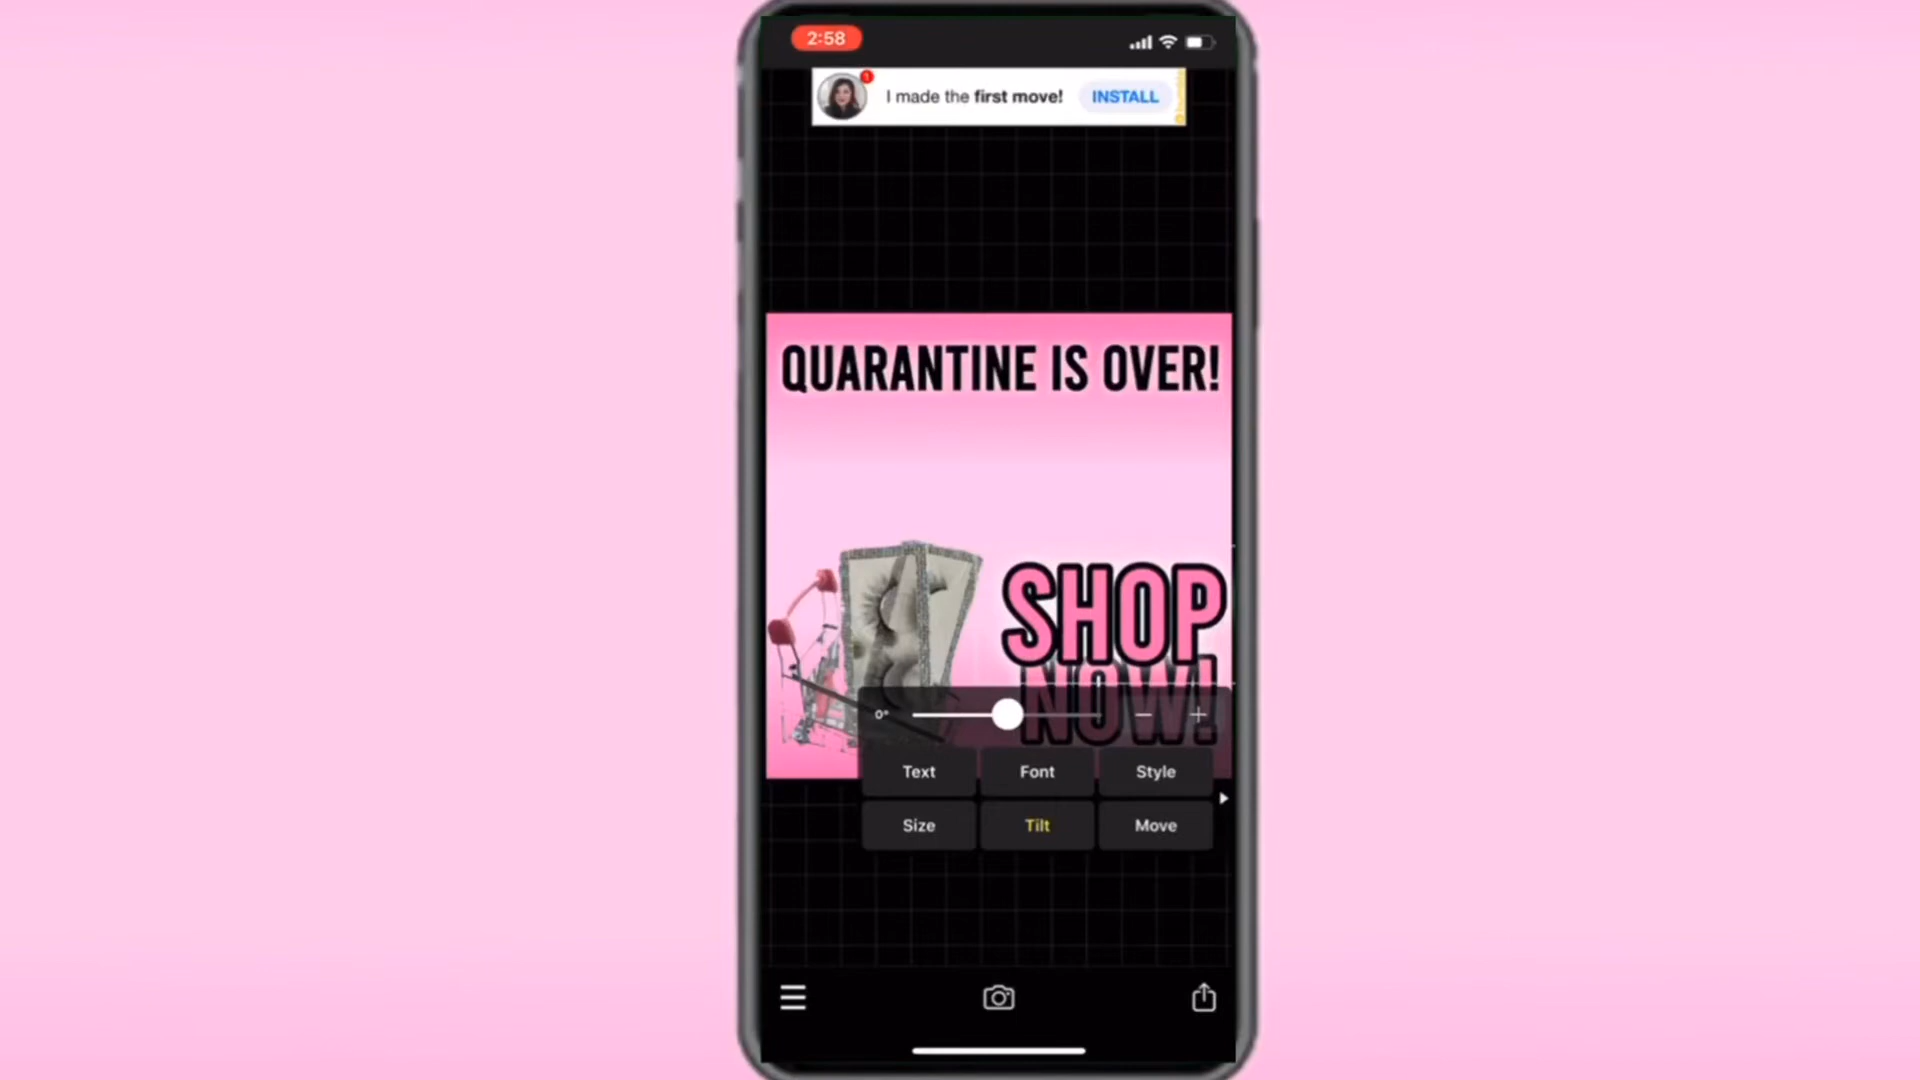 2:58
1
I made the first move! INSTALL
QUARANTINE IS OVER!
SHOP
NOW!
0°
Text Font Style
Size Tilt Move